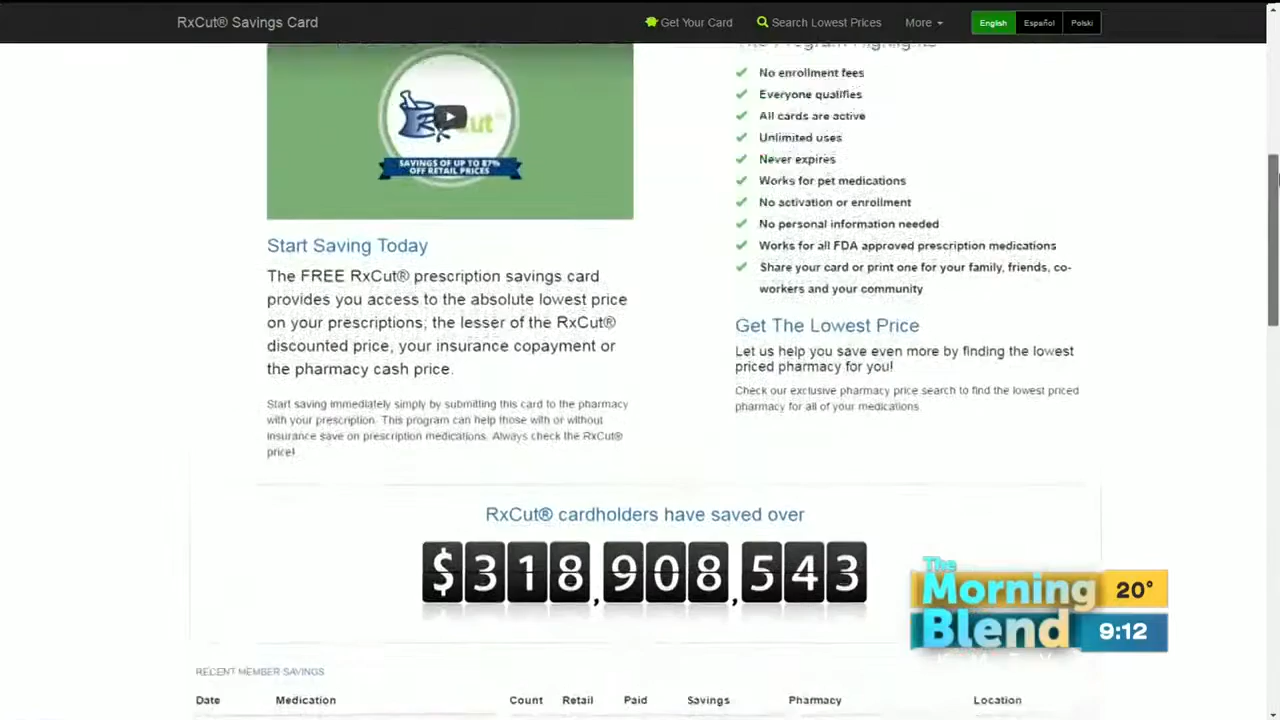 RxCut® Savings Card
Get Your Card
Search Lowest Prices
More
English
Español
Polski
SAVINGS OF UP TO 87%
OFF RETAIL PRICES
Start Saving Today
The FREE RxCut® prescription savings card
provides you access to the absolute lowest price
on your prescriptions; the lesser of the RxCut®
discounted price, your insurance copayment or
the pharmacy cash price.
Start saving immediately simply by submitting this card to the pharmacy
with your prescription. This program can help those with or without
insurance save on prescription medications. Always check the RxCut®
price!
No enrollment fees
Everyone qualifies
All cards are active
Unlimited uses
Never expires
Works for pet medications
No activation or enrollment
No personal information needed
Works for all FDA approved prescription medications
Share your card or print one for your family, friends, co-
workers and your community
Get The Lowest Price
Let us help you save even more by finding the lowest
priced pharmacy for you!
Check our exclusive pharmacy price search to find the lowest priced
pharmacy for all of your medications.
RxCut® cardholders have saved over
$318,908,543
The
Morning
Blend
20°
9:12
RECENT MEMBER SAVINGS
Date Medication Count Retail Paid Savings Pharmacy Location